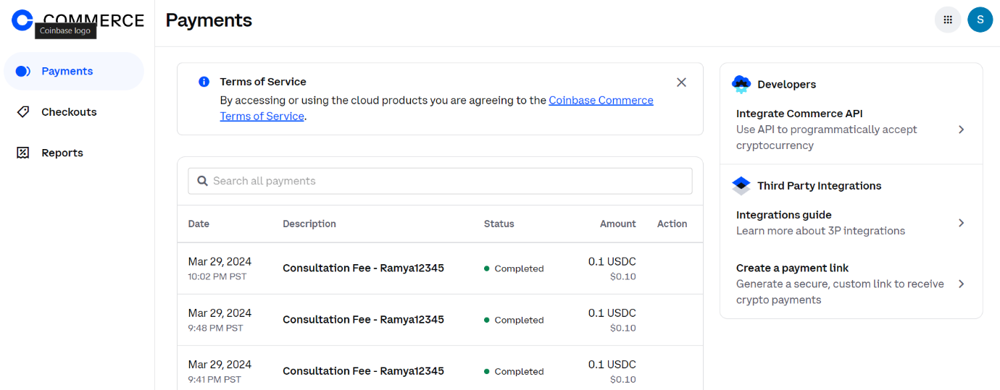 COMMERCE
Coinbase logo
Payments
S
Payments
Checkouts
Reports
Terms of Service
By accessing or using the cloud products you are agreeing to the Coinbase Commerce
Terms of Service.
Search all payments
Date Description Status Amount Action
Mar 29, 2024
10:02 PM PST
Consultation Fee - Ramya12345
Completed
0.1 USDC
$0.10
Mar 29, 2024
9:48 PM PST
Consultation Fee - Ramya12345
Completed
0.1 USDC
$0.10
Mar 29, 2024
9:41 PM PST
Consultation Fee - Ramya12345
Completed
0.1 USDC
$0.10
Developers
Integrate Commerce API
Use API to programmatically accept
cryptocurrency
Third Party Integrations
Integrations guide
Learn more about 3P integrations
Create a payment link
Generate a secure, custom link to receive
crypto payments